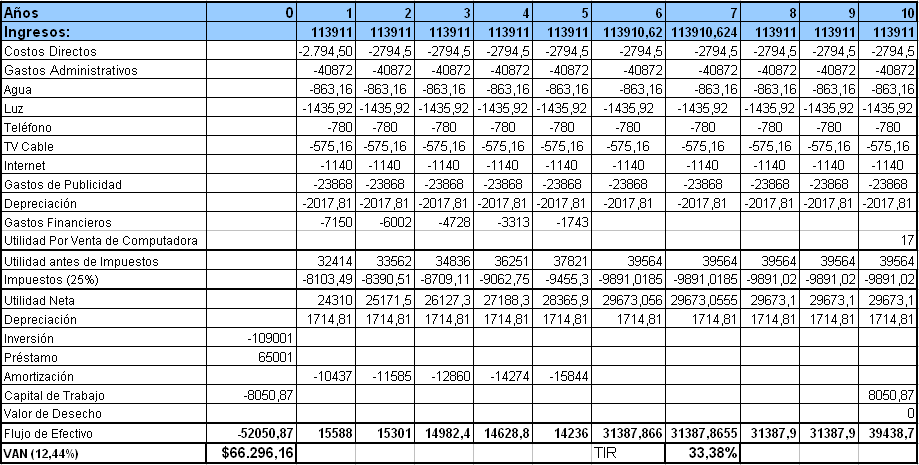 Años 0 1 2 3 4 5 6 7 8 9 10
Ingresos: 113911 113911 113911 113911 113911 113910,62 113910,624 113911 113911 113911
Costos Directos -2.794,50 -2794,5 -2794,5 -2794,5 -2794,5 -2794,5 -2794,5 -2794,5 -2794,5 -2794,5
Gastos Administrativos -40872 -40872 -40872 -40872 -40872 -40872 -40872 -40872 -40872 -40872
Agua -863,16 -863,16 -863,16 -863,16 -863,16 -863,16 -863,16 -863,16 -863,16 -863,16
Luz -1435,92 -1435,92 -1435,92 -1435,92 -1435,92 -1435,92 -1435,92 -1435,92 -1435,92 -1435,92
Teléfono -780 -780 -780 -780 -780 -780 -780 -780 -780 -780
TV Cable -575,16 -575,16 -575,16 -575,16 -575,16 -575,16 -575,16 -575,16 -575,16 -575,16
Internet -1140 -1140 -1140 -1140 -1140 -1140 -1140 -1140 -1140 -1140
Gastos de Publicidad -23868 -23868 -23868 -23868 -23868 -23868 -23868 -23868 -23868 -23868
Depreciación -2017,81 -2017,81 -2017,81 -2017,81 -2017,81 -2017,81 -2017,81 -2017,81 -2017,81 -2017,81
Gastos Financieros -7150 -6002 -4728 -3313 -1743
Utilidad Por Venta de Computadora 17
Utilidad antes de Impuestos 32414 33562 34836 36251 37821 39564 39564 39564 39564 39564
Impuestos (25%) -8103,49 -8390,51 -8709,11 -9062,75 -9455,3 -9891,0185 -9891,0185 -9891,02 -9891,02 -9891,02
Utilidad Neta 24310 25171,5 26127,3 27188,3 28365,9 29673,056 29673,0555 29673,1 29673,1 29673,1
Depreciación 1714,81 1714,81 1714,81 1714,81 1714,81 1714,81 1714,81 1714,81 1714,81 1714,81
Inversión -109001
Préstamo 65001
Amortización -10437 -11585 -12860 -14274 -15844
Capital de Trabajo -8050,87 8050,87
Valor de Desecho 0
Flujo de Efectivo -52050,87 15588 15301 14982,4 14628,8 14236 31387,866 31387,8655 31387,9 31387,9 39438,7
VAN (12,44%) $66.296,16 TIR 33,38%